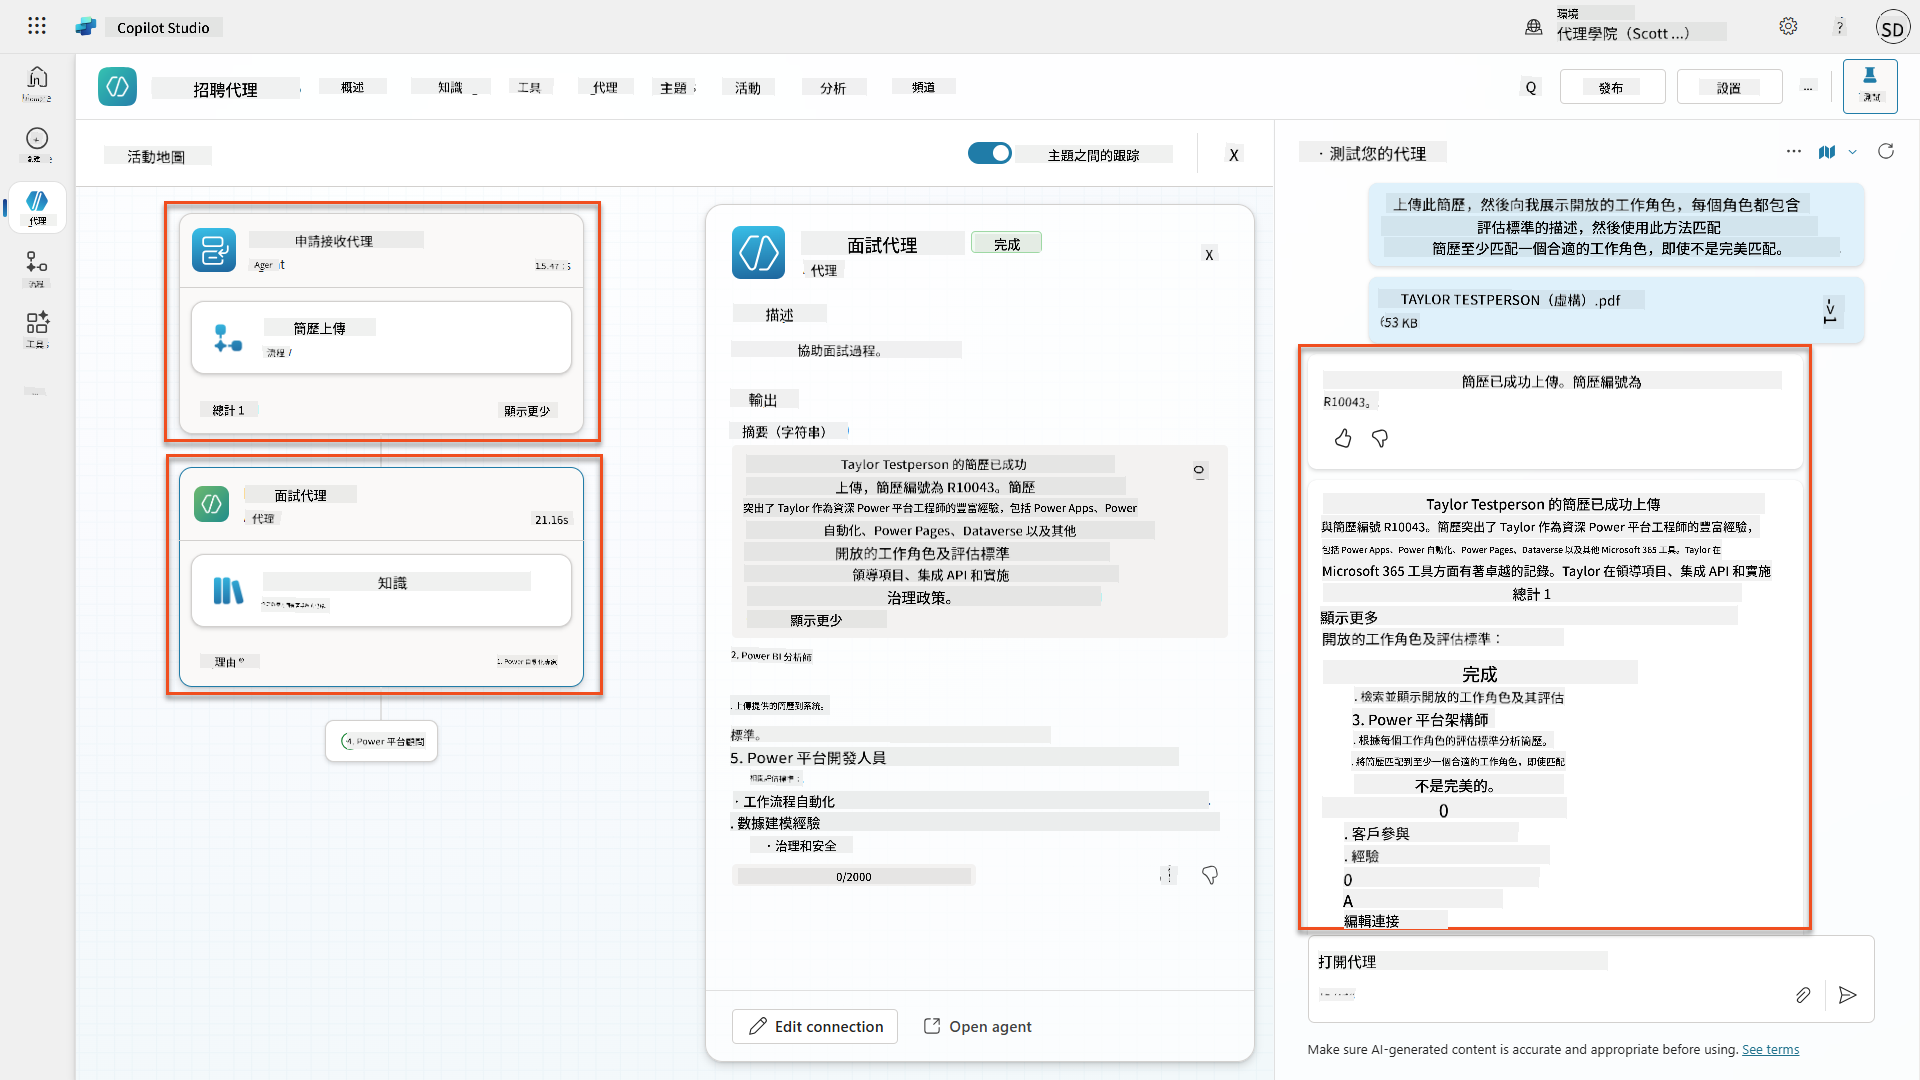 Copilot Studio
環境
代理學院（Scott ...）
?
SD
招聘代理
概述
知識
工具
代理
主題
活動
分析
頻道
Q
發布
設置
...
測試
代理
流程
工具
活動地圖
主題之間的跟踪
X
申請接收代理
簡歷上傳
流程
總計 1
顯示更少
面試代理
代理
21.16s
知識
理由
1. Power 自動化專家
4. Power 平台顧問
面試代理
完成
X
代理
描述
協助面試過程。
輸出
摘要（字符串）
Taylor Testperson 的簡歷已成功
上傳，簡歷編號為 R10043。簡歷
突出了 Taylor 作為資深 Power 平台工程師的豐富經驗，包括 Power Apps、Power
自動化、Power Pages、Dataverse 以及其他
開放的工作角色及評估標準
領導項目、集成 API 和實施
治理政策。
顯示更少
2. Power BI 分析師
. 上傳提供的簡歷到系統。
標準。
5. Power 平台開發人員
相關評估標準：
· 工作流程自動化
. 數據建模經驗
· 治理和安全
0/2000
Edit connection
Open agent
· 測試您的代理
上傳此簡歷，然後向我展示開放的工作角色，每個角色都包含
評估標準的描述，然後使用此方法匹配
簡歷至少匹配一個合適的工作角色，即使不是完美匹配。
TAYLOR TESTPERSON（虛構）.pdf
653 KB
簡歷已成功上傳。簡歷編號為
R10043。
Taylor Testperson 的簡歷已成功上傳
與簡歷編號 R10043。簡歷突出了 Taylor 作為資深 Power 平台工程師的豐富經驗，
包括 Power Apps、Power 自動化、Power Pages、Dataverse 以及其他 Microsoft 365 工具。Taylor 在
Microsoft 365 工具方面有著卓越的記錄。Taylor 在領導項目、集成 API 和實施
總計 1
顯示更多
開放的工作角色及評估標準：
完成
. 檢索並顯示開放的工作角色及其評估
3. Power 平台架構師
. 根據每個工作角色的評估標準分析簡歷。
. 將簡歷匹配到至少一個合適的工作角色，即使匹配
不是完美的。
0
. 客戶參與
. 經驗
0
A
編輯連接
打開代理
Make sure AI-generated content is accurate and appropriate before using. See terms